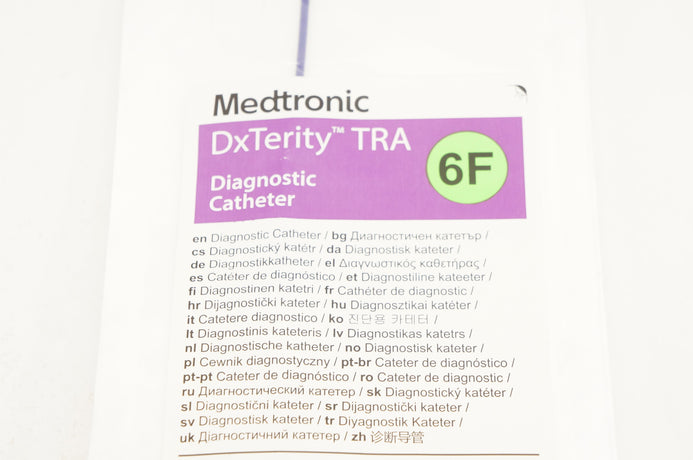 Medtronic
DxTerity™ TRA
6F
Diagnostic
Catheter
en Diagnostic Catheter / bg Диагностичен катетър /
cs Diagnostický katétr / da Diagnostisk kateter /
de Diagnostikkatheter / el Διαγνωστικός καθετήρας /
es Catéter de diagnóstico / et Diagnostiline kateeter /
fi Diagnostinen katetri / fr Cathéter de diagnostic /
hr Dijagnostički kateter / hu Diagnosztikai katéter /
it Catetere diagnostico / ko 진단용 카테터 /
lt Diagnostinis kateteris / lv Diagnostikas katetrs /
nl Diagnostische katheter / no Diagnostisk kateter /
pl Cewnik diagnostyczny / pt-br Cateter de diagnóstico /
pt-pt Cateter de diagnóstico / ro Cateter de diagnostic /
ru Диагностический катетер / sk Diagnostický katéter /
sl Diagnostični kateter / sr Dijagnostički kateter /
sv Diagnostisk kateter / tr Diyagnostik Kateter /
uk Діагностичний катетер / zh 诊断导管